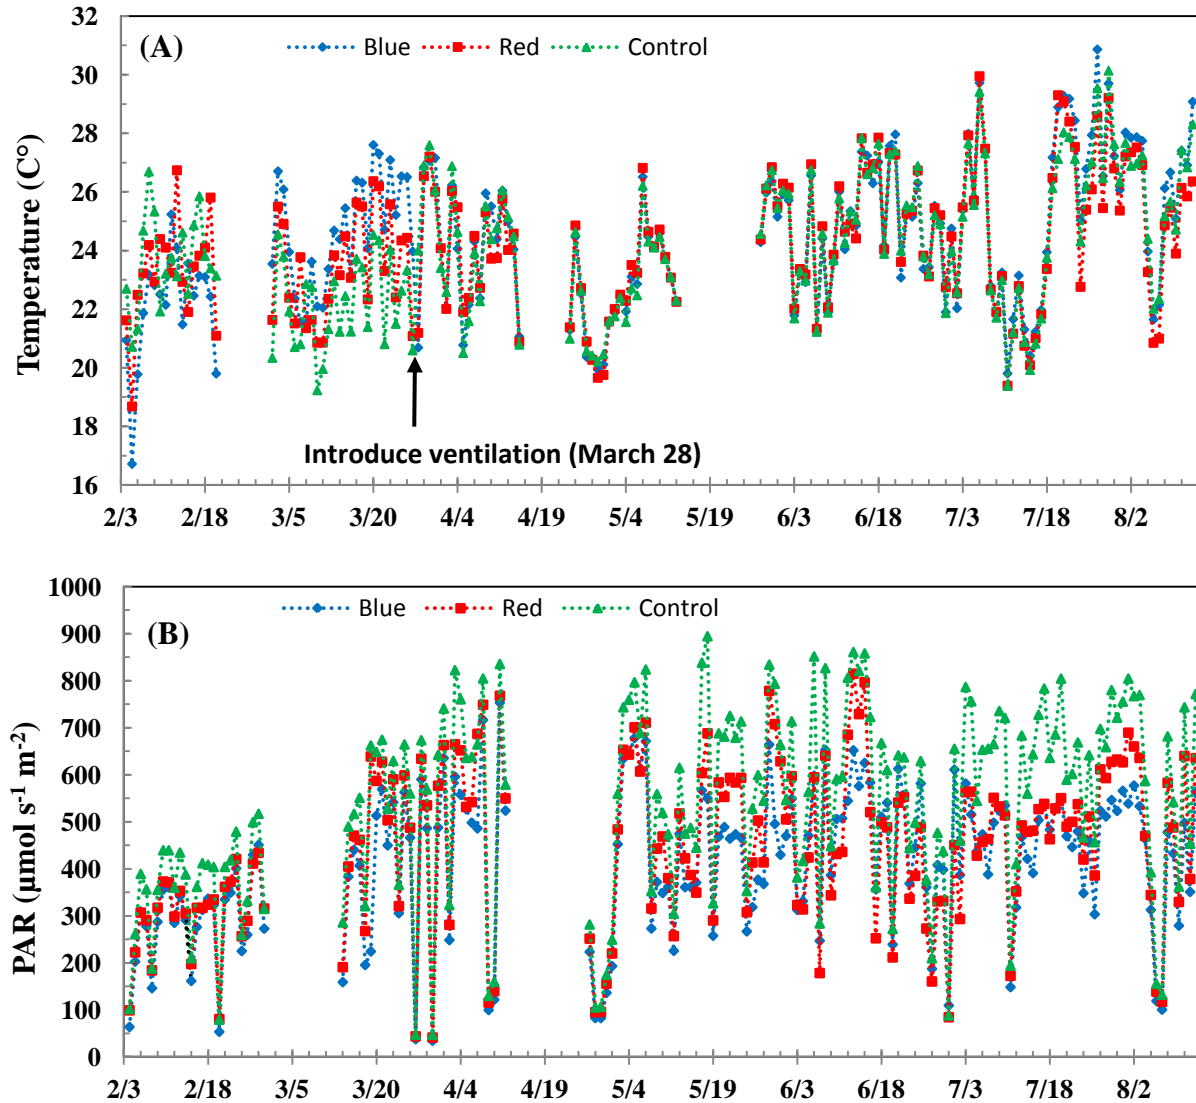 32
(A)
Blue Red Control
30
28
26
24
22
20
18
16
Temperature (C°)
Introduce ventilation (March 28)
2/3 2/18 3/5 3/20 4/4 4/19 5/4 5/19 6/3 6/18 7/3 7/18 8/2
1000
Blue Red Control
(B)
900
800
700
600
500
400
300
200
100
0
PAR (µmol s-1 m-2)
2/3 2/18 3/5 3/20 4/4 4/19 5/4 5/19 6/3 6/18 7/3 7/18 8/2